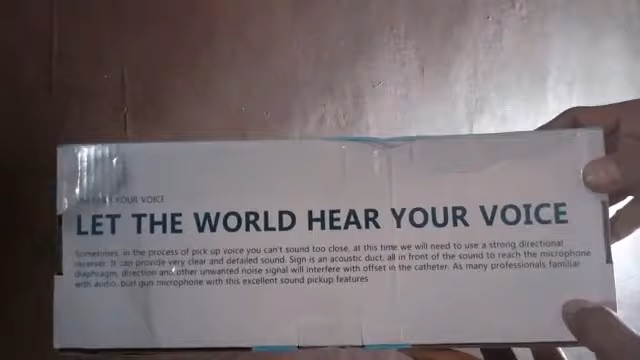 YOUR VOICE
LET THE WORLD HEAR YOUR VOICE
Sometimes, in the process of pick up voice you can't sound too close, at this time we will need to use a strong directional
receiver. It can provide very clear and detailed sound. Sign is an acoustic duct, all in front of the sound to reach the microphone
diaphragm, direction and other unwanted noise signal will interfere with offset in the catheter. As many professionals familiar
with audio, but gun microphone with this excellent sound pickup features